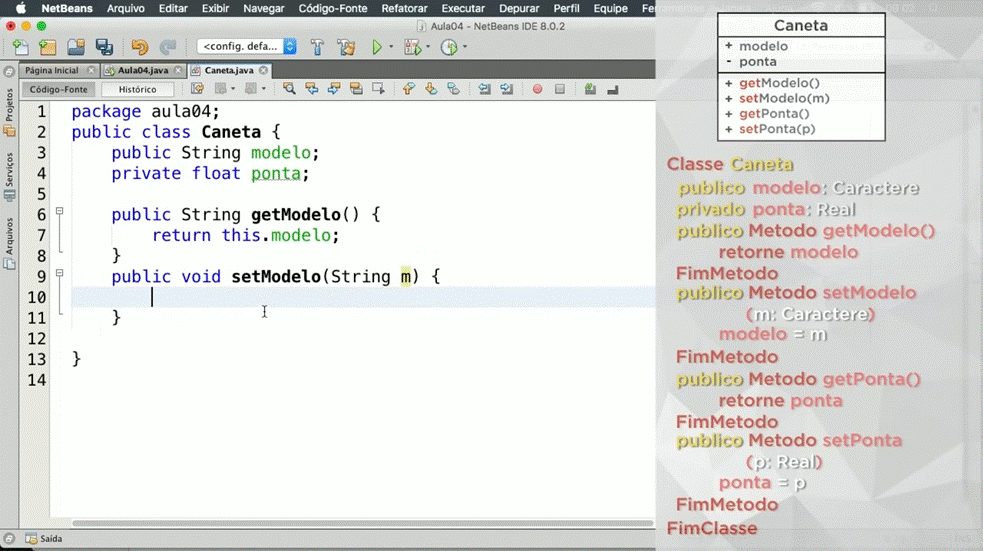 NetBeans Arquivo Editar Exibir Navegar Código-Fonte Refatorar Executar Depurar Perfil Equipe
Aula04 - NetBeans IDE 8.0.2
<config. defa...
Página Inicial Aula04.java Caneta.java
Código-Fonte Histórico
Projetos
Serviços
Arquivos
1 package aula04;
2 public class Caneta {
3 public String modelo;
4 private float ponta;
5
6 public String getModelo() {
7 return this.modelo;
8 }
9 public void setModelo(String m) {
10
11 }
12
13 }
14
Saída
Caneta
+ modelo
- ponta
+ getModelo()
+ setModelo(m)
+ getPonta()
+ setPonta(p)
Classe Caneta
publico modelo: Caractere
privado ponta: Real
publico Metodo getModelo()
retorne modelo
FimMetodo
publico Metodo setModelo
(m: Caractere)
modelo = m
FimMetodo
publico Metodo getPonta()
retorne ponta
FimMetodo
publico Metodo setPonta
(p: Real)
ponta = p
FimMetodo
FimClasse
INS